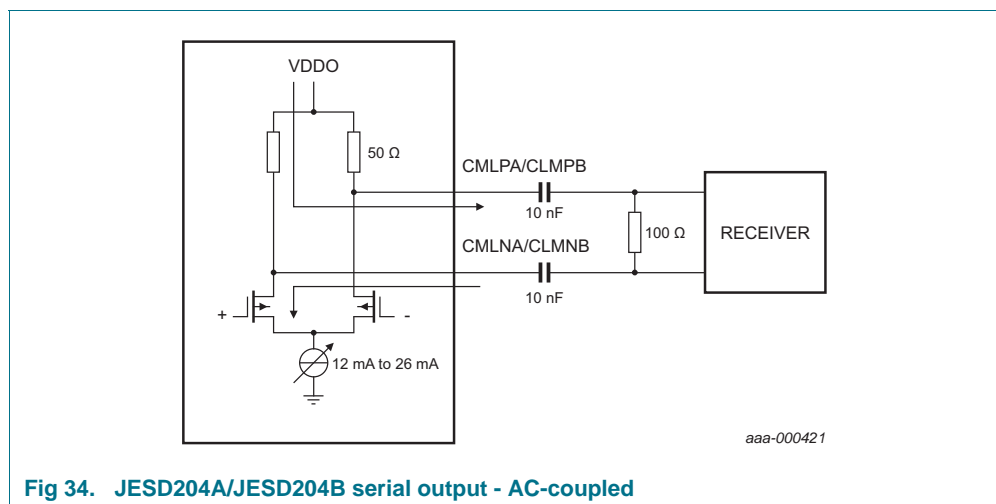 VDDO
50 Ω
CMLPA/CLMPB
10 nF
100 Ω
RECEIVER
CMLNA/CLMNB
10 nF
+
-
12 mA to 26 mA
aaa-000421
Fig 34. JESD204A/JESD204B serial output - AC-coupled